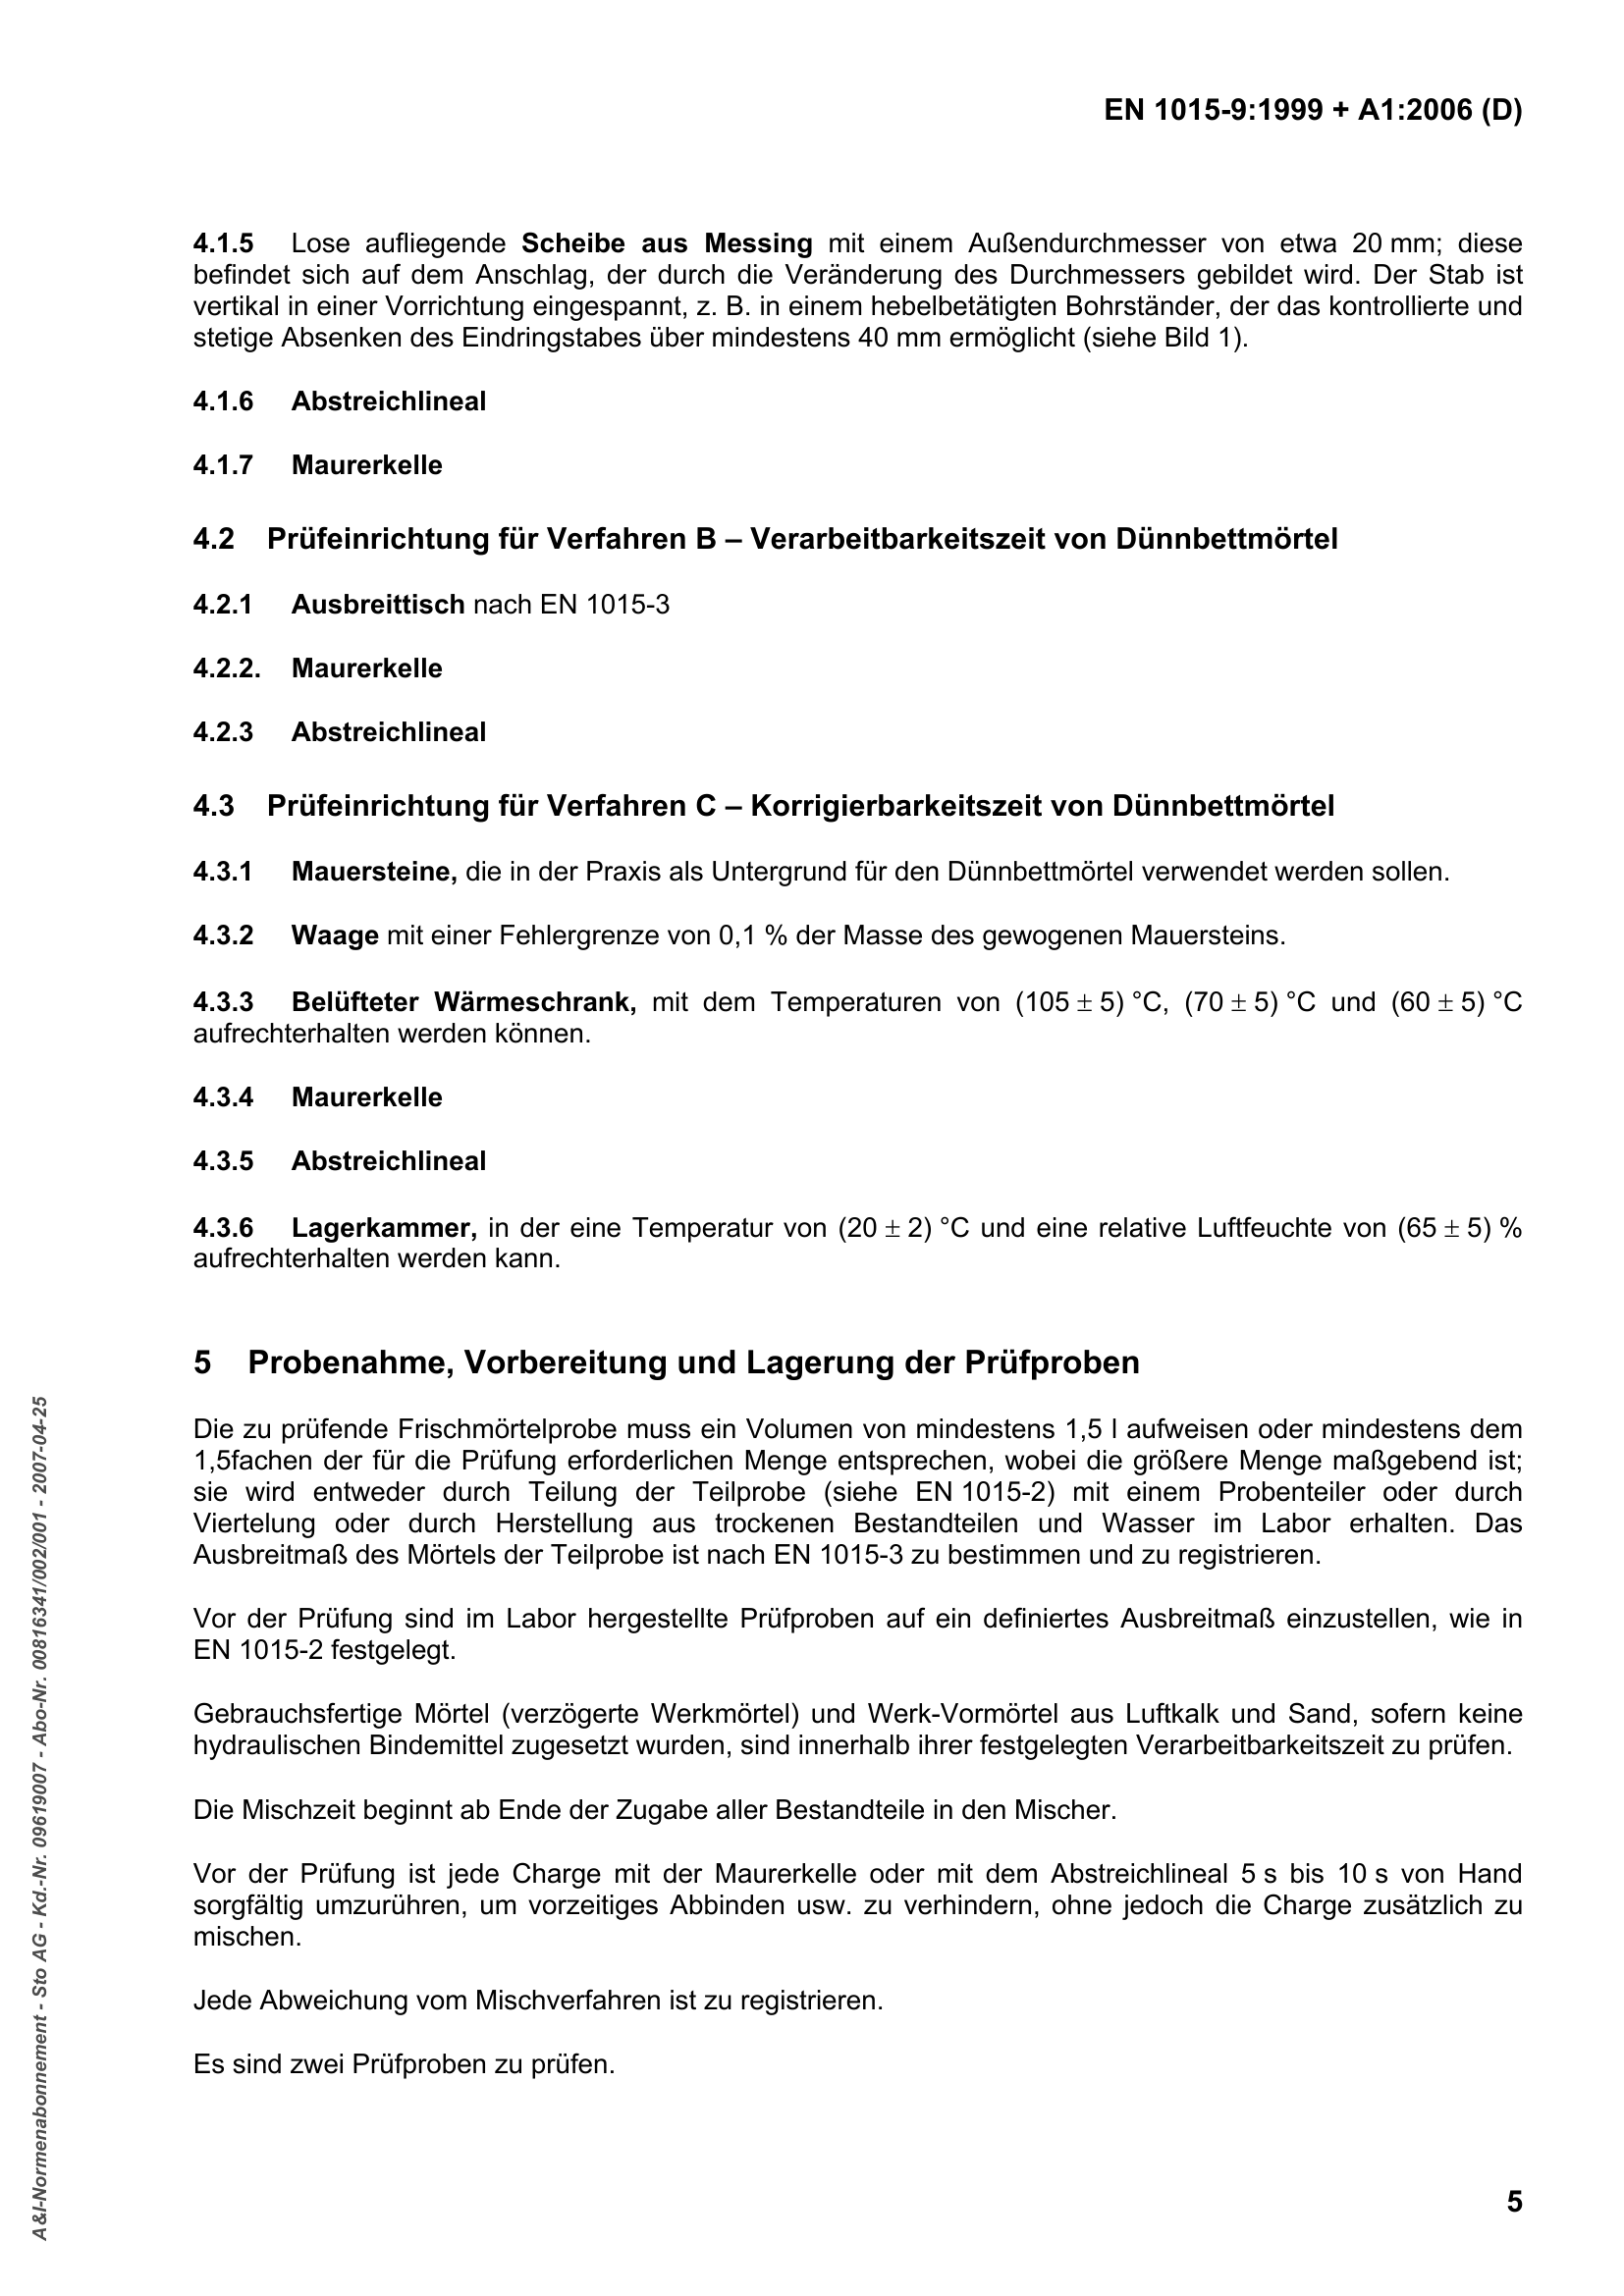 EN 1015-9:1999 + A1:2006 (D)
4.1.5 Lose aufliegende Scheibe aus Messing mit einem Außendurchmesser von etwa 20 mm; diese
befindet sich auf dem Anschlag, der durch die Veränderung des Durchmessers gebildet wird. Der Stab ist
vertikal in einer Vorrichtung eingespannt, z. B. in einem hebelbetätigten Bohrständer, der das kontrollierte und
stetige Absenken des Eindringstabes über mindestens 40 mm ermöglicht (siehe Bild 1).
4.1.6 Abstreichlineal
4.1.7 Maurerkelle
4.2 Prüfeinrichtung für Verfahren B – Verarbeitbarkeitszeit von Dünnbettmörtel
4.2.1 Ausbreittisch nach EN 1015-3
4.2.2. Maurerkelle
4.2.3 Abstreichlineal
4.3 Prüfeinrichtung für Verfahren C – Korrigierbarkeitszeit von Dünnbettmörtel
4.3.1 Mauersteine, die in der Praxis als Untergrund für den Dünnbettmörtel verwendet werden sollen.
4.3.2 Waage mit einer Fehlergrenze von 0,1 % der Masse des gewogenen Mauersteins.
4.3.3 Belüfteter Wärmeschrank, mit dem Temperaturen von (105 ± 5) °C, (70 ± 5) °C und (60 ± 5) °C
aufrechterhalten werden können.
4.3.4 Maurerkelle
4.3.5 Abstreichlineal
4.3.6 Lagerkammer, in der eine Temperatur von (20 ± 2) °C und eine relative Luftfeuchte von (65 ± 5) %
aufrechterhalten werden kann.
5 Probenahme, Vorbereitung und Lagerung der Prüfproben
Die zu prüfende Frischmörtelprobe muss ein Volumen von mindestens 1,5 l aufweisen oder mindestens dem
1,5fachen der für die Prüfung erforderlichen Menge entsprechen, wobei die größere Menge maßgebend ist;
sie wird entweder durch Teilung der Teilprobe (siehe EN 1015-2) mit einem Probenteiler oder durch
Viertelung oder durch Herstellung aus trockenen Bestandteilen und Wasser im Labor erhalten. Das
Ausbreitmaß des Mörtels der Teilprobe ist nach EN 1015-3 zu bestimmen und zu registrieren.
Vor der Prüfung sind im Labor hergestellte Prüfproben auf ein definiertes Ausbreitmaß einzustellen, wie in
EN 1015-2 festgelegt.
Gebrauchsfertige Mörtel (verzögerte Werkmörtel) und Werk-Vormörtel aus Luftkalk und Sand, sofern keine
hydraulischen Bindemittel zugesetzt wurden, sind innerhalb ihrer festgelegten Verarbeitbarkeitszeit zu prüfen.
Die Mischzeit beginnt ab Ende der Zugabe aller Bestandteile in den Mischer.
Vor der Prüfung ist jede Charge mit der Maurerkelle oder mit dem Abstreichlineal 5 s bis 10 s von Hand
sorgfältig umzurühren, um vorzeitiges Abbinden usw. zu verhindern, ohne jedoch die Charge zusätzlich zu
mischen.
Jede Abweichung vom Mischverfahren ist zu registrieren.
Es sind zwei Prüfproben zu prüfen.
5
A&I-Normenabonnement - Sto AG - Kd.-Nr. 09619007 - Abo-Nr. 00816341/002/001 - 2007-04-25